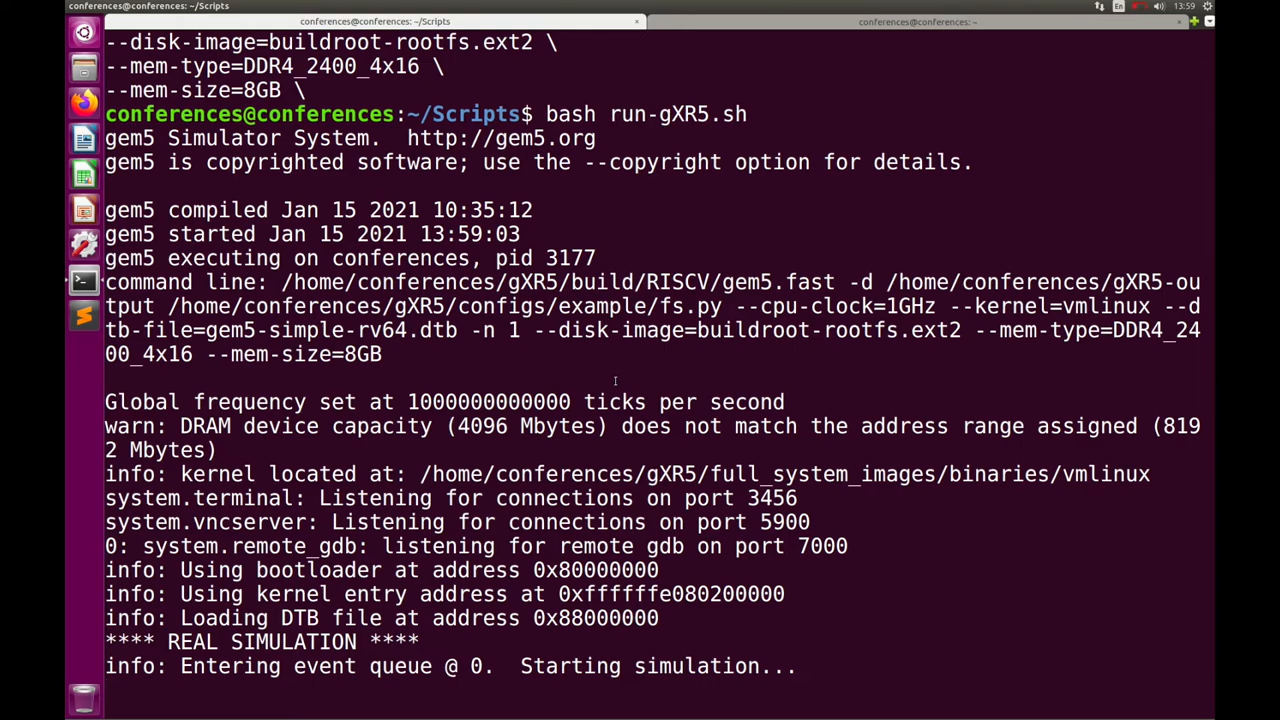 conferences@conferences: ~/Scripts
En
13:59
conferences@conferences: ~/Scripts
conferences@conferences: ~
--disk-image=buildroot-rootfs.ext2 \
--mem-type=DDR4_2400_4x16 \
--mem-size=8GB \
conferences@conferences:~/Scripts$ bash run-gXR5.sh
gem5 Simulator System.  http://gem5.org
gem5 is copyrighted software; use the --copyright option for details.
gem5 compiled Jan 15 2021 10:35:12
gem5 started Jan 15 2021 13:59:03
gem5 executing on conferences, pid 3177
command line: /home/conferences/gXR5/build/RISCV/gem5.fast -d /home/conferences/gXR5-ou
tput /home/conferences/gXR5/configs/example/fs.py --cpu-clock=1GHz --kernel=vmlinux --d
tb-file=gem5-simple-rv64.dtb -n 1 --disk-image=buildroot-rootfs.ext2 --mem-type=DDR4_24
00_4x16 --mem-size=8GB
Global frequency set at 1000000000000 ticks per second
warn: DRAM device capacity (4096 Mbytes) does not match the address range assigned (819
2 Mbytes)
info: kernel located at: /home/conferences/gXR5/full_system_images/binaries/vmlinux
system.terminal: Listening for connections on port 3456
system.vncserver: Listening for connections on port 5900
0: system.remote_gdb: listening for remote gdb on port 7000
info: Using bootloader at address 0x80000000
info: Using kernel entry address at 0xffffffe080200000
info: Loading DTB file at address 0x88000000
**** REAL SIMULATION ****
info: Entering event queue @ 0.  Starting simulation...